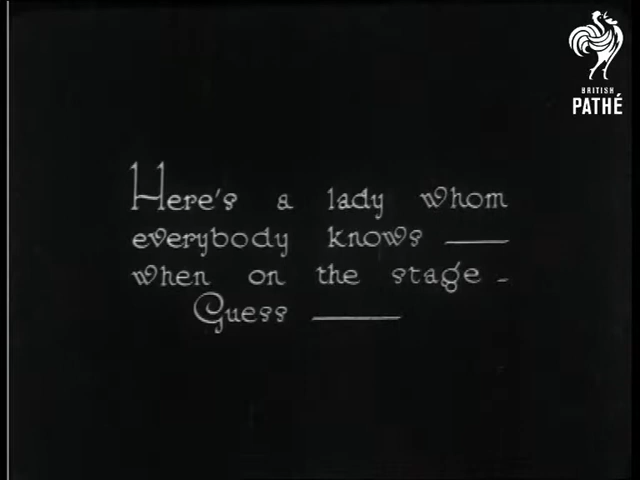 BRITISH
PATHÉ
Here's a lady whom
everybody knows ——
when on the stage -
Guess ———